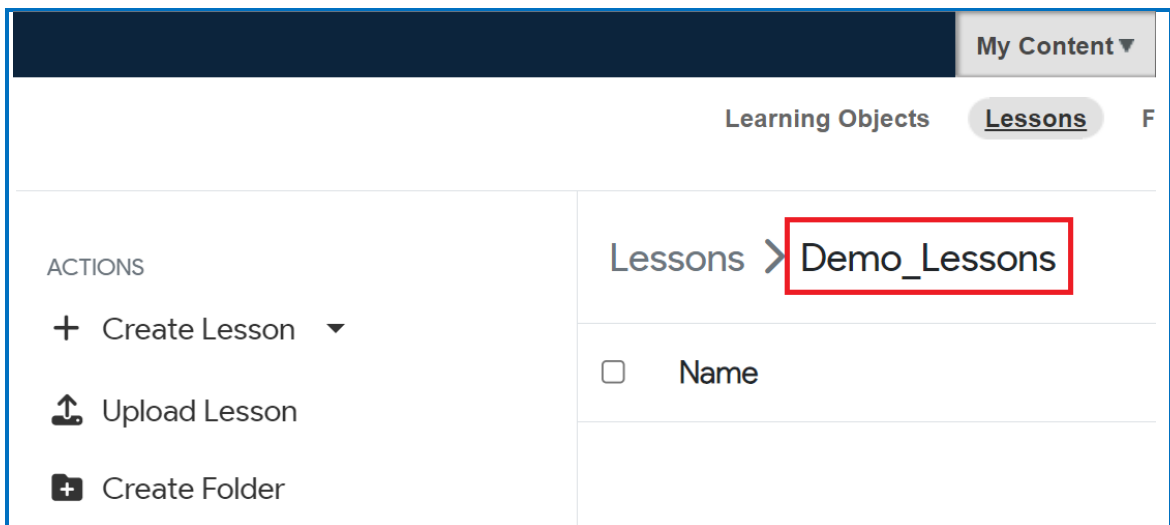 My Content ▼
Learning Objects Lessons F
ACTIONS
Lessons > Demo_Lessons
+ Create Lesson
Name
Upload Lesson
Create Folder